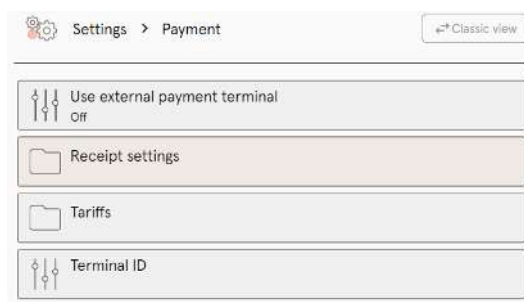 Settings > Payment
Classic view
Use external payment terminal
Off
Receipt settings
Tariffs
Terminal ID